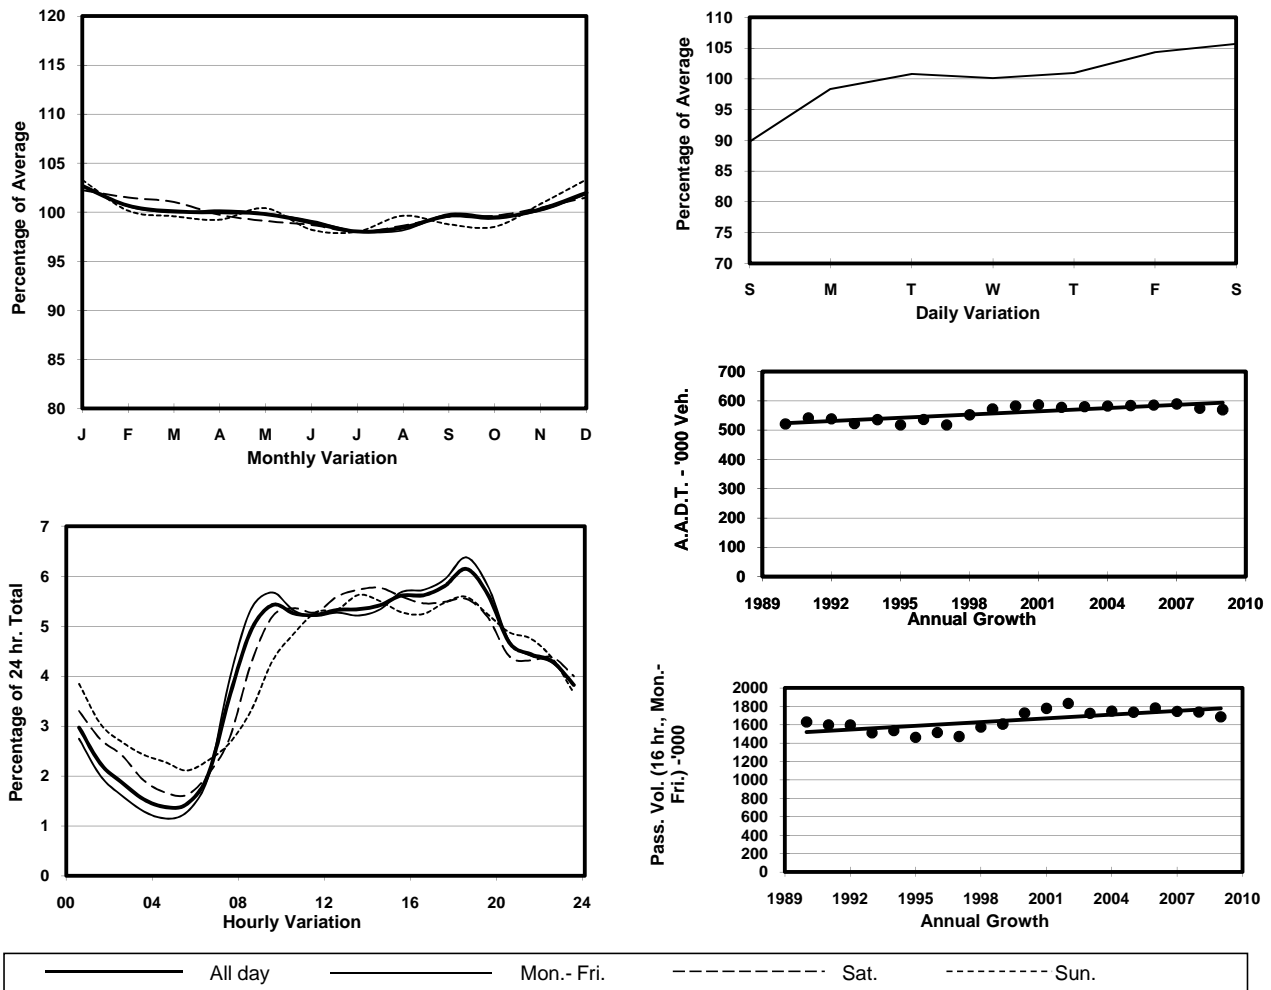 120
115
110
105
100
95
90
85
80
Percentage of Average
J F M A M J J A S O N D
Monthly Variation
110
105
100
95
90
85
80
75
70
Percentage of Average
S M T W T F S
Daily Variation
700
600
500
400
300
200
100
0
A.A.D.T. - '000 Veh.
1989 1992 1995 1998 2001 2004 2007 2010
Annual Growth
7
6
5
4
3
2
1
0
Percentage of 24 hr. Total
00 04 08 12 16 20 24
Hourly Variation
2000
1800
1600
1400
1200
1000
800
600
400
200
0
Pass. Vol. (16 hr., Mon.-
Fri.) -'000
1989 1992 1995 1998 2001 2004 2007 2010
Annual Growth
All day Mon.- Fri. Sat. Sun.